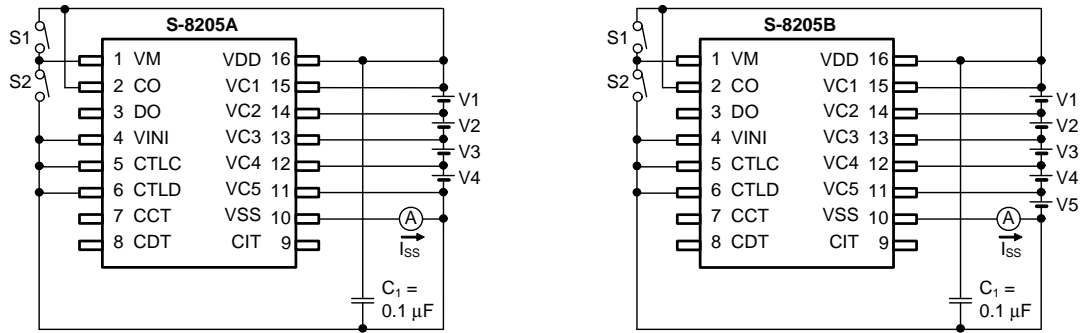 S-8205A
S1
S2
1 VM
2 CO
3 DO
4 VINI
5 CTLC
6 CTLD
7 CCT
8 CDT
VDD 16
VC1 15
VC2 14
VC3 13
VC4 12
VC5 11
VSS 10
CIT 9
V1
V2
V3
V4
A
ISS
C1 =
0.1 μF
S-8205B
S1
S2
1 VM
2 CO
3 DO
4 VINI
5 CTLC
6 CTLD
7 CCT
8 CDT
VDD 16
VC1 15
VC2 14
VC3 13
VC4 12
VC5 11
VSS 10
CIT 9
V1
V2
V3
V4
V5
A
ISS
C1 =
0.1 μF